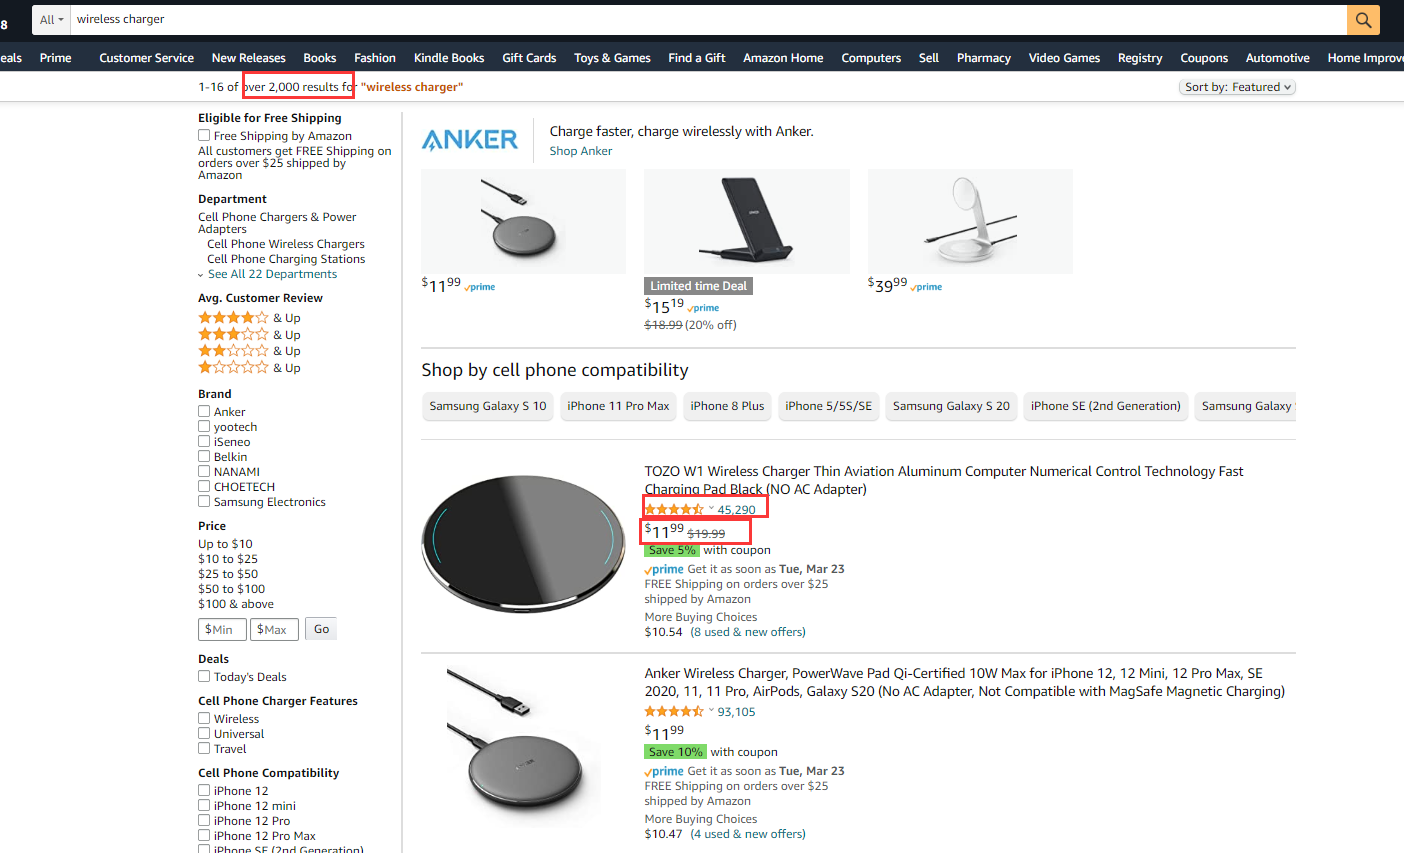 8
All
wireless charger
eals Prime Customer Service New Releases Books Fashion Kindle Books Gift Cards Toys & Games Find a Gift Amazon Home Computers Sell Pharmacy Video Games Registry Coupons Automotive Home Improve
1-16 of over 2,000 results for "wireless charger"
Sort by: Featured
Eligible for Free Shipping
Free Shipping by Amazon
All customers get FREE Shipping on
orders over $25 shipped by
Amazon
Department
Cell Phone Chargers & Power
Adapters
Cell Phone Wireless Chargers
Cell Phone Charging Stations
See All 22 Departments
Avg. Customer Review
& Up
& Up
& Up
& Up
Brand
Anker
yootech
iSeneo
Belkin
NANAMI
CHOETECH
Samsung Electronics
Price
Up to $10
$10 to $25
$25 to $50
$50 to $100
$100 & above
$Min $Max Go
Deals
Today's Deals
Cell Phone Charger Features
Wireless
Universal
Travel
Cell Phone Compatibility
iPhone 12
iPhone 12 mini
iPhone 12 Pro
iPhone 12 Pro Max
iPhone SE (2nd Generation)
ANKER
Charge faster, charge wirelessly with Anker.
Shop Anker
$11 99 prime
Limited time Deal
$15 19 prime
$18.99 (20% off)
$39 99 prime
Shop by cell phone compatibility
Samsung Galaxy S 10 iPhone 11 Pro Max iPhone 8 Plus iPhone 5/5S/SE Samsung Galaxy S 20 iPhone SE (2nd Generation) Samsung Galaxy
TOZO W1 Wireless Charger Thin Aviation Aluminum Computer Numerical Control Technology Fast
Charging Pad Black (NO AC Adapter)
45,290
$11 99 $19.99
Save 5% with coupon
prime Get it as soon as Tue, Mar 23
FREE Shipping on orders over $25
shipped by Amazon
More Buying Choices
$10.54 (8 used & new offers)
Anker Wireless Charger, PowerWave Pad Qi-Certified 10W Max for iPhone 12, 12 Mini, 12 Pro Max, SE
2020, 11, 11 Pro, AirPods, Galaxy S20 (No AC Adapter, Not Compatible with MagSafe Magnetic Charging)
93,105
$11 99
Save 10% with coupon
prime Get it as soon as Tue, Mar 23
FREE Shipping on orders over $25
shipped by Amazon
More Buying Choices
$10.47 (4 used & new offers)